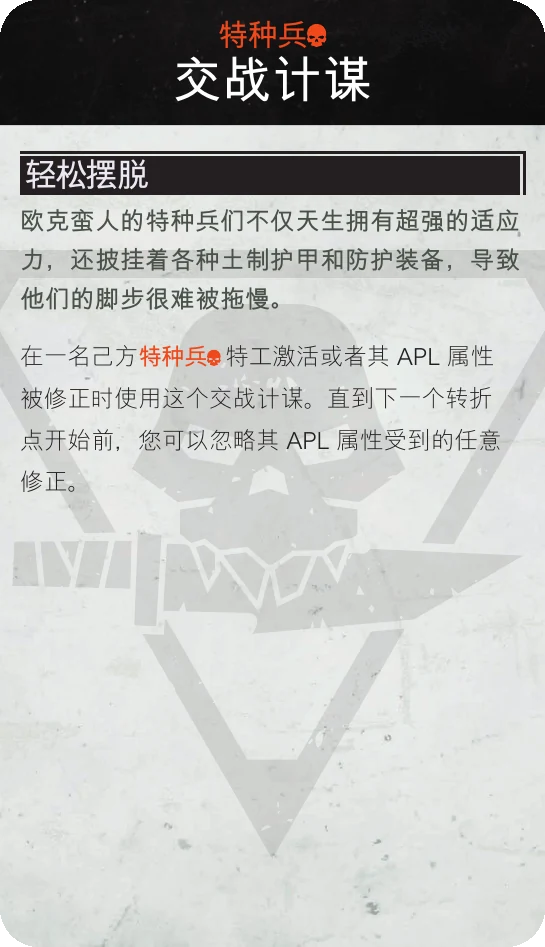 特种兵
交战计谋
轻松摆脱
欧克蛮人的特种兵们不仅天生拥有超强的适应
力，还披挂着各种土制护甲和防护装备，导致
他们的脚步很难被拖慢。
在一名己方特种兵特工激活或者其 APL 属性
被修正时使用这个交战计谋。直到下一个转折
点开始前，您可以忽略其 APL 属性受到的任意
修正。